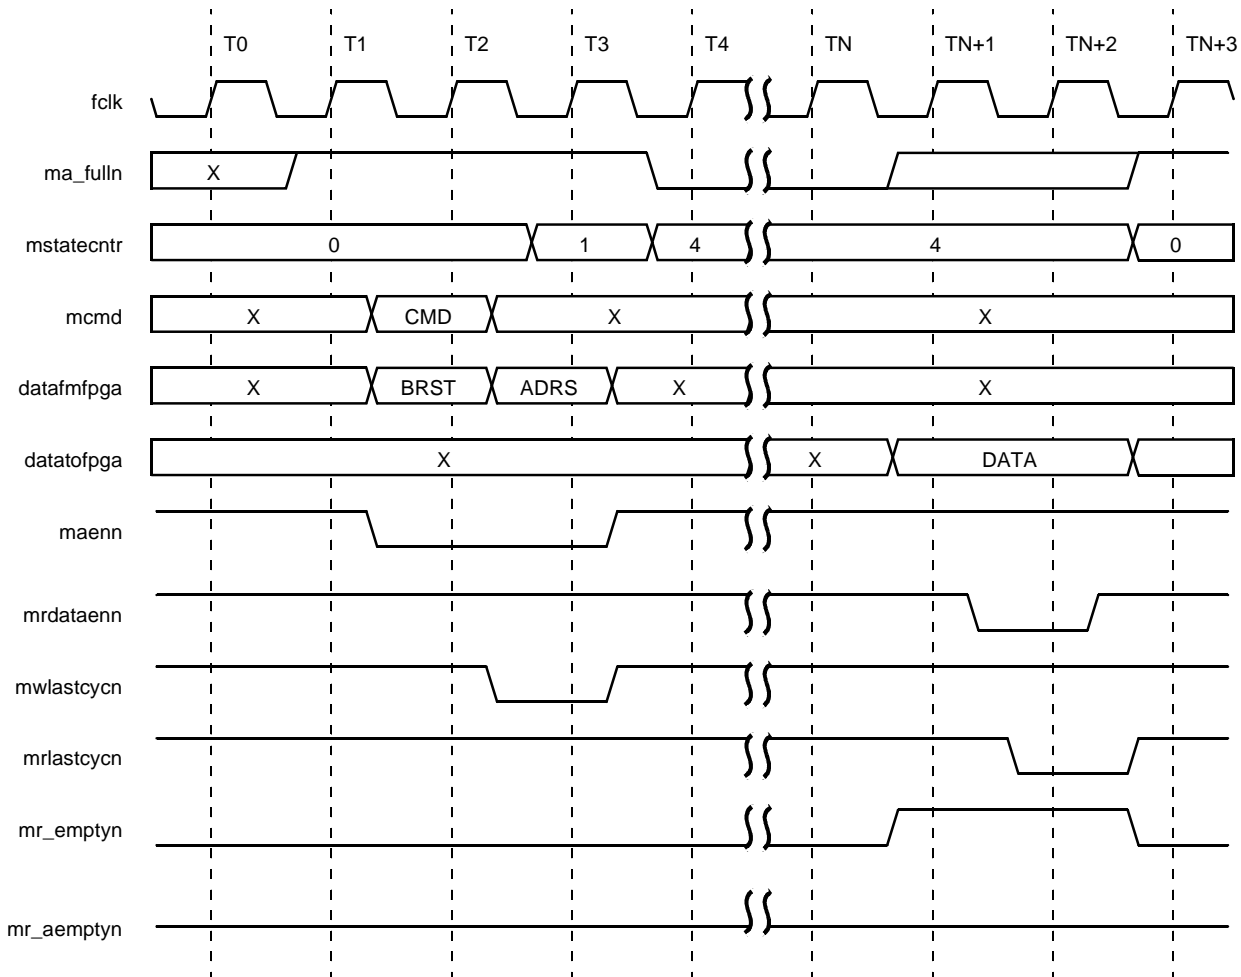 T0 T1 T2 T3 T4 TN TN+1 TN+2 TN+3
fclk
ma_fulln X
mstatecntr 0 1 4 4 0
mcmd X CMD X X
datafmfpga X BRST ADRS X X
datatofpga X X DATA
maenn
mrdataenn
mwlastcycn
mrlastcycn
mr_emptyn
mr_aemptyn